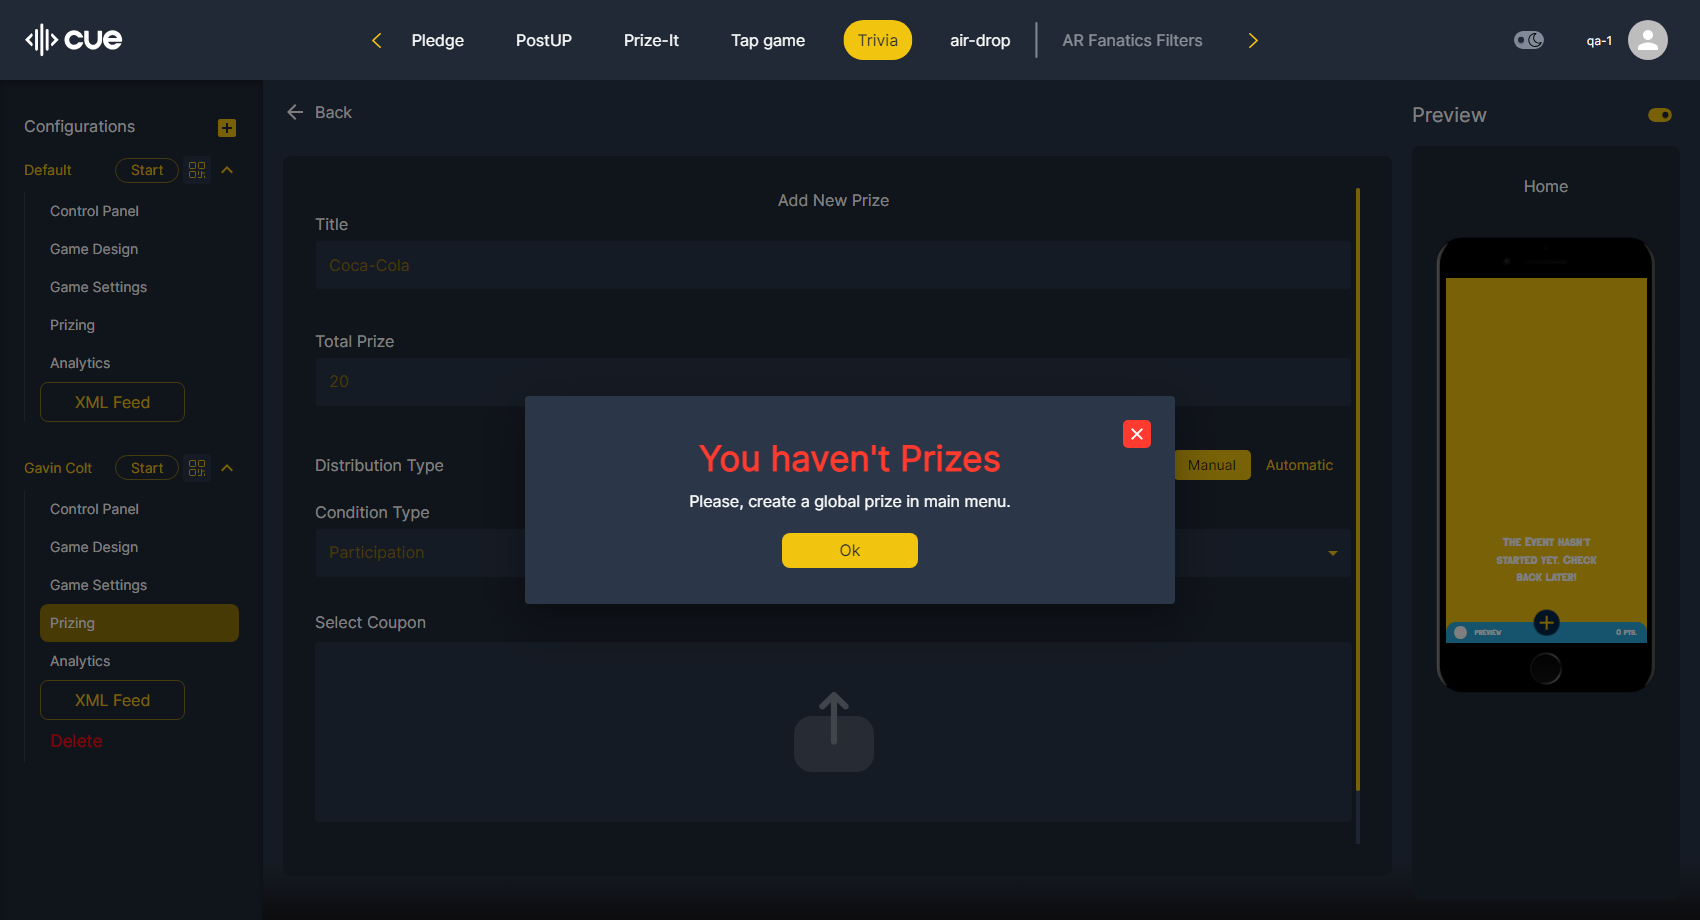 cue
Pledge
PostUP
Prize-It
Tap game
Trivia
air-drop
AR Fanatics Filters
qa-1
Configurations
Default
Start
Control Panel
Game Design
Game Settings
Prizing
Analytics
XML Feed
Gavin Colt
Start
Control Panel
Game Design
Game Settings
Prizing
Analytics
XML Feed
Delete
Back
Add New Prize
Title
Coca-Cola
Total Prize
20
Distribution Type
Manual
Automatic
Condition Type
Participation
Select Coupon
You haven't Prizes
Please, create a global prize in main menu.
Ok
Preview
Home
The Event hasn't
started yet. Check
back later!
PREVIEW
0 PTS.